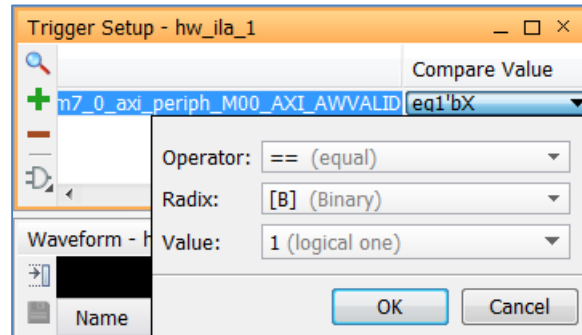 Trigger Setup - hw_ila_1
Compare Value
m7_0_axi_periph_M00_AXI_AWVALID eq1'bX
Operator: == (equal)
Radix: [B] (Binary)
Waveform - h
Value: 1 (logical one)
OK Cancel
Name